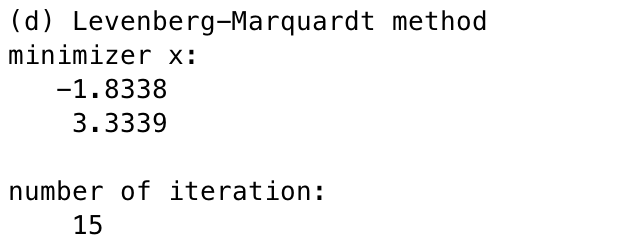 (d) Levenberg-Marquardt method
minimizer x:
-1.8338
3.3339
number of iteration:
15